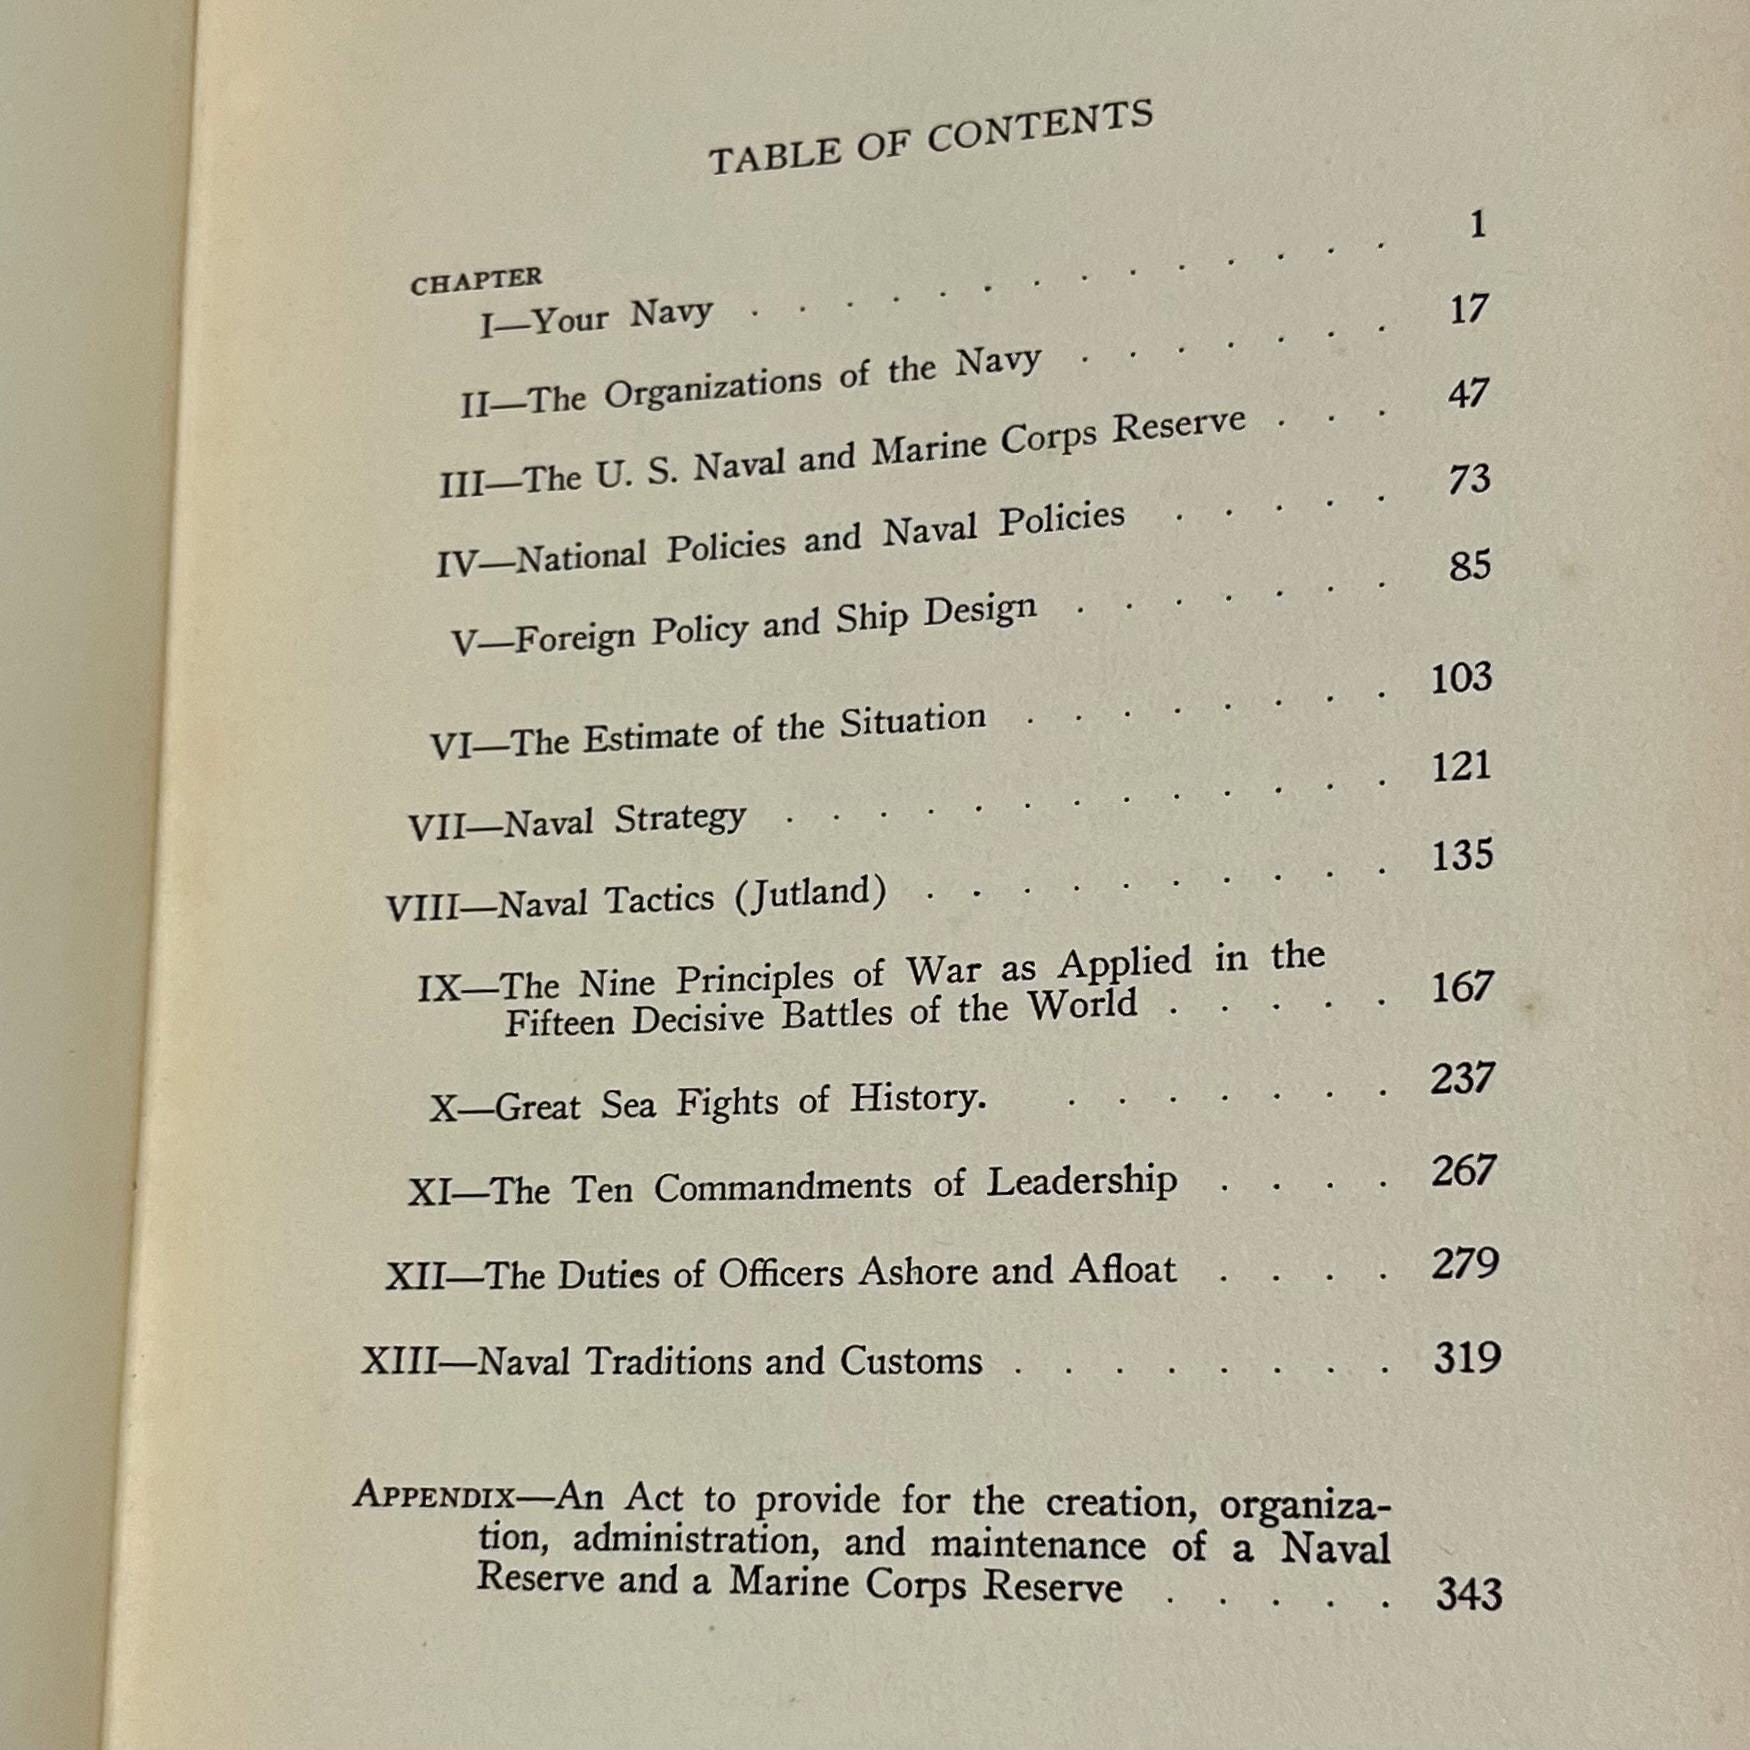 TABLE OF CONTENTS
CHAPTER
I—Your Navy . . . . . . . . . . . . . . 1
II—The Organizations of the Navy . . . . . . . 17
III—The U. S. Naval and Marine Corps Reserve . . . 47
IV—National Policies and Naval Policies . . . . . 73
V—Foreign Policy and Ship Design . . . . . . . 85
VI—The Estimate of the Situation . . . . . . . . 103
VII—Naval Strategy . . . . . . . . . . . . . 121
VIII—Naval Tactics (Jutland) . . . . . . . . . . 135
IX—The Nine Principles of War as Applied in the
Fifteen Decisive Battles of the World . . . . . 167
X—Great Sea Fights of History. . . . . . . . 237
XI—The Ten Commandments of Leadership . . . . 267
XII—The Duties of Officers Ashore and Afloat . . . . 279
XIII—Naval Traditions and Customs . . . . . . . . 319
APPENDIX—An Act to provide for the creation, organiza-
tion, administration, and maintenance of a Naval
Reserve and a Marine Corps Reserve . . . . . 343